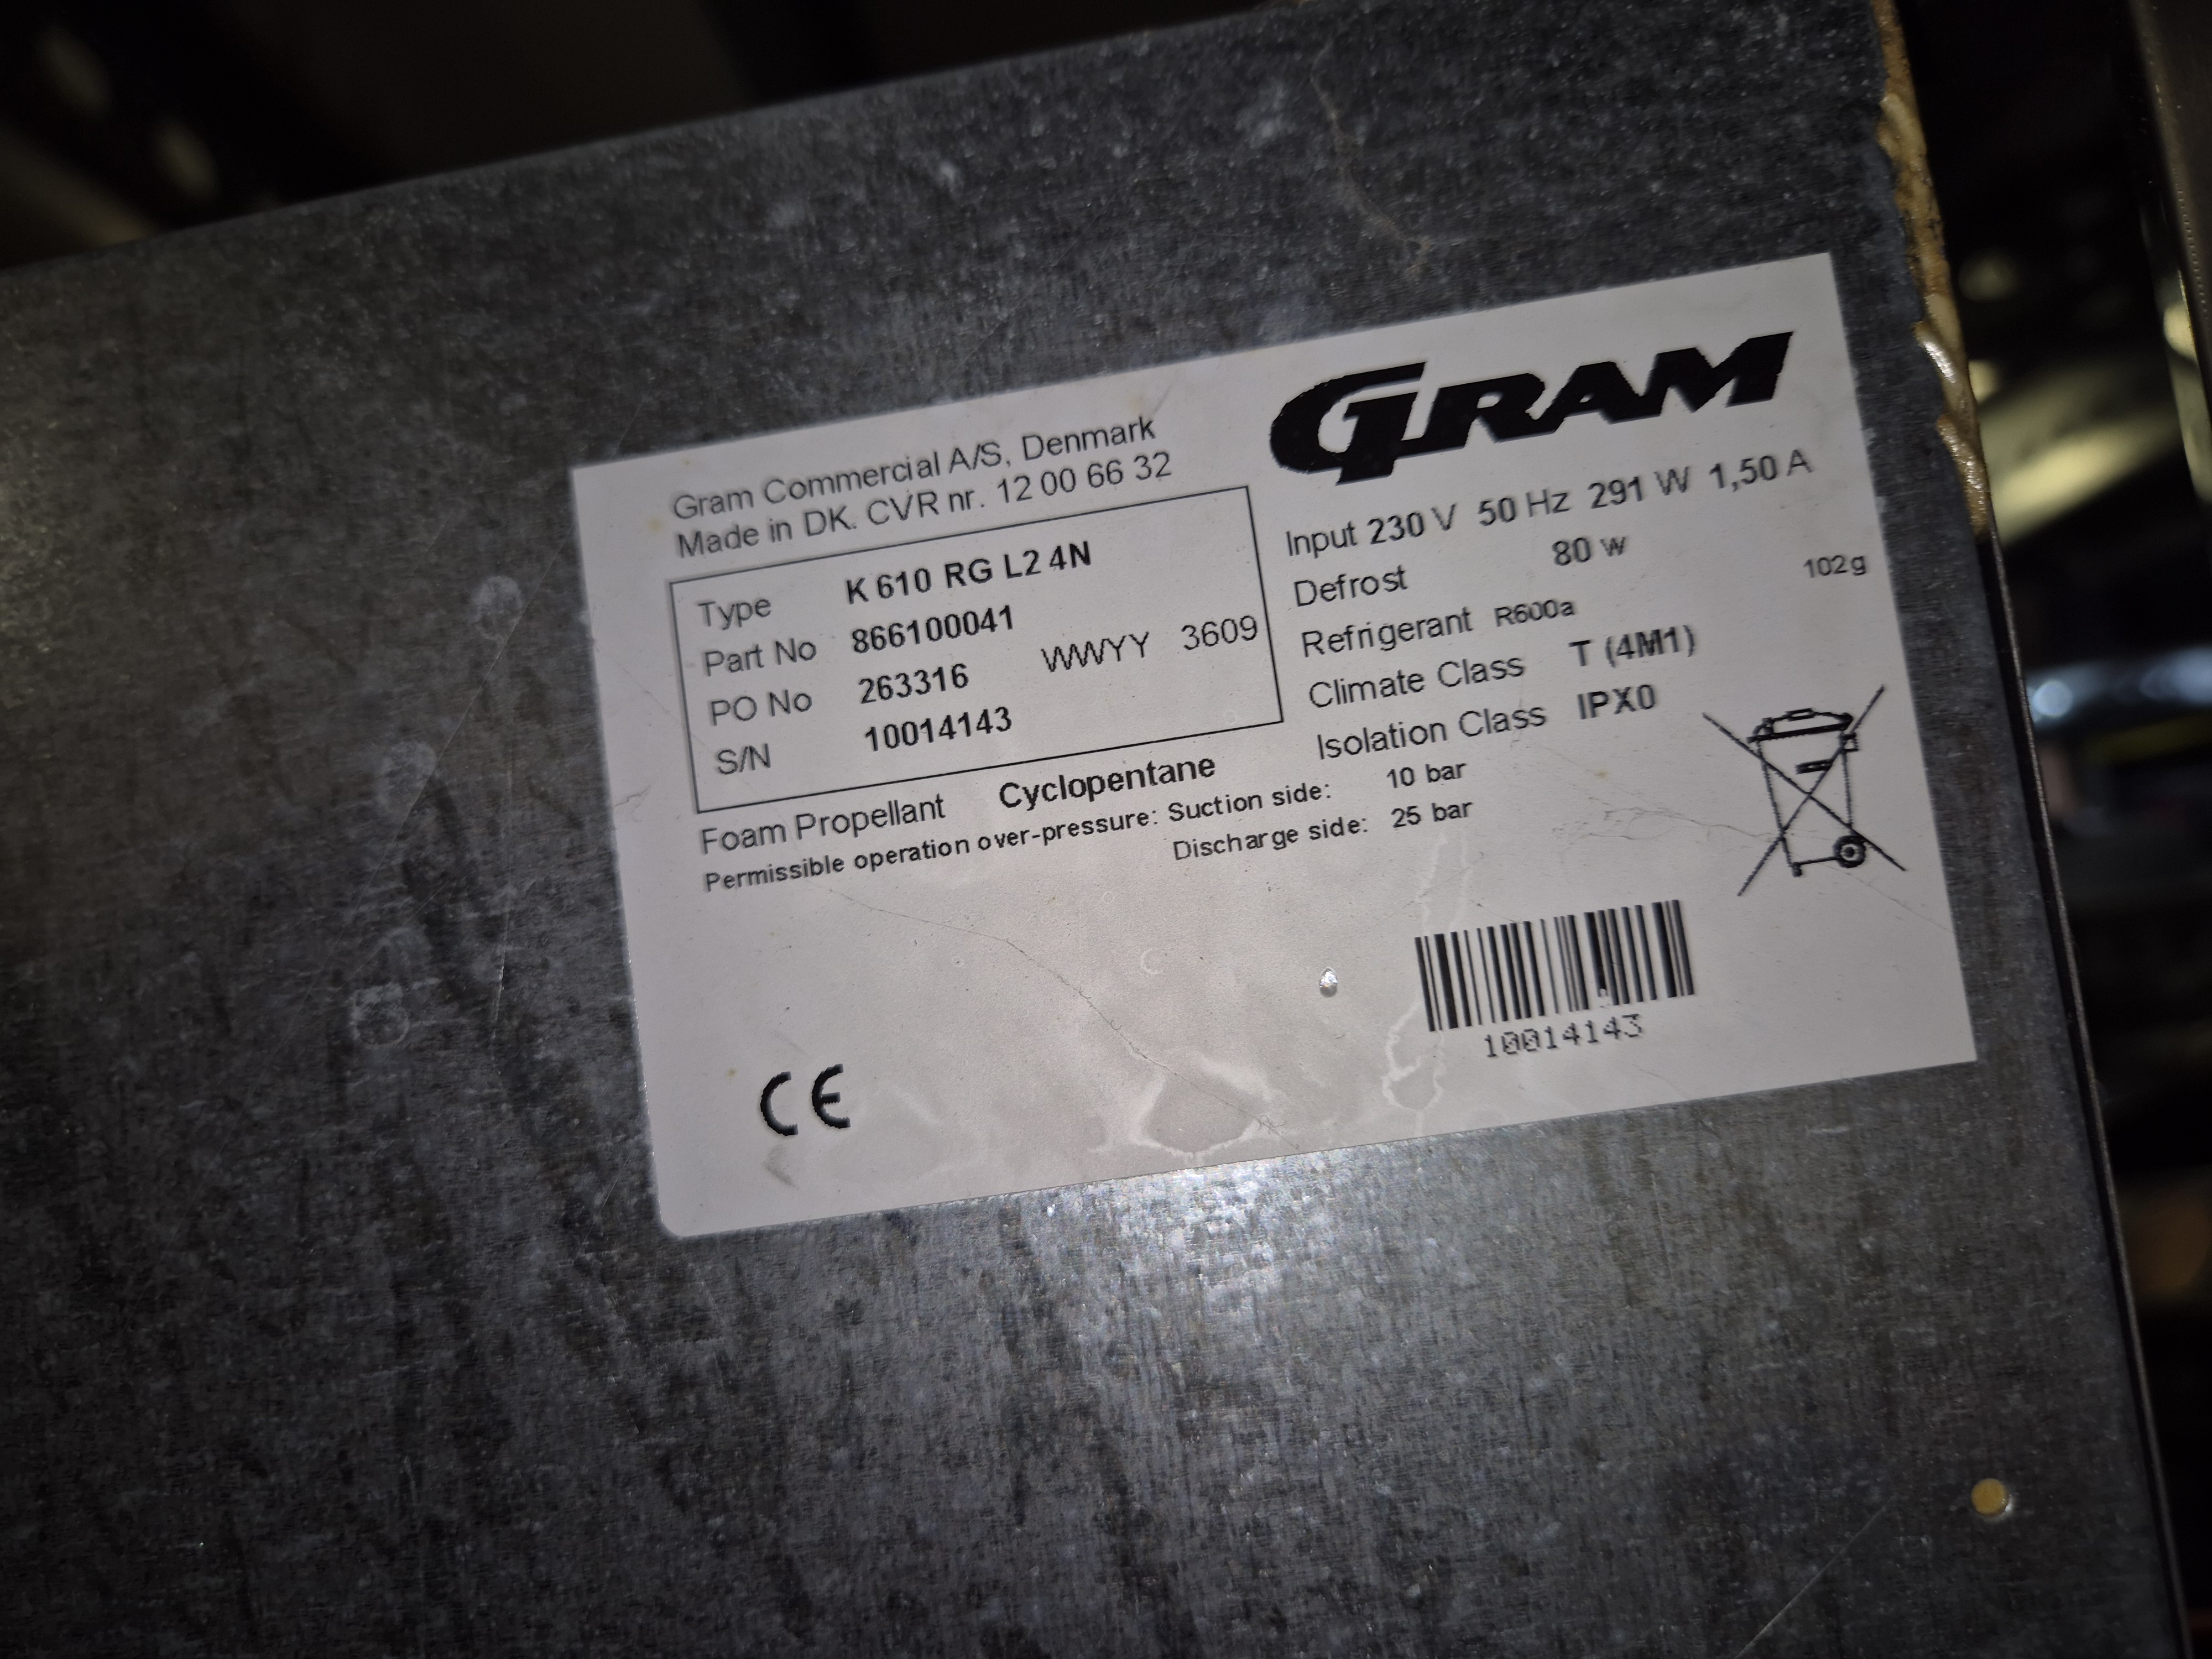 GRAM
Gram Commercial A/S, Denmark
Made in DK. CVR nr. 12 00 66 32
Type K 610 RG L2 4N
Part No 866100041
PO No 263316 WWYY 3609
S/N 10014143
Input 230 V 50 Hz 291 W 1,50 A
Defrost 80 w
Refrigerant R600a 102g
Climate Class T (4M1)
Isolation Class IPX0
Foam Propellant Cyclopentane
Permissible operation over-pressure: Suction side: 10 bar
Discharge side: 25 bar
10014143
CE